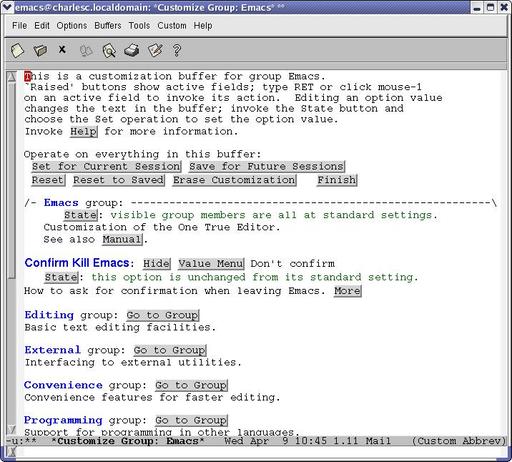 emacs@charlesc.localdomain: *Customize Group: Emacs* **
File Edit Options Buffers Tools Custom Help
This is a customization buffer for group Emacs.
`Raised' buttons show active fields; type RET or click mouse-1
on an active field to invoke its action.  Editing an option value
changes the text in the buffer; invoke the State button and
choose the Set operation to set the option value.
Invoke Help for more information.
Operate on everything in this buffer:
Set for Current Session Save for Future Sessions
Reset Reset to Saved Erase Customization Finish
/- Emacs group: ---------------------------------------------------\
State: visible group members are all at standard settings.
Customization of the One True Editor.
See also Manual.
Confirm Kill Emacs: Hide Value Menu Don't confirm
State: this option is unchanged from its standard setting.
How to ask for confirmation when leaving Emacs. More
Editing group: Go to Group
Basic text editing facilities.
External group: Go to Group
Interfacing to external utilities.
Convenience group: Go to Group
Convenience features for faster editing.
Programming group: Go to Group
Support for programming in other languages.
-u:** *Customize Group: Emacs* Wed Apr 9 10:45 1.11 Mail (Custom Abbrev)